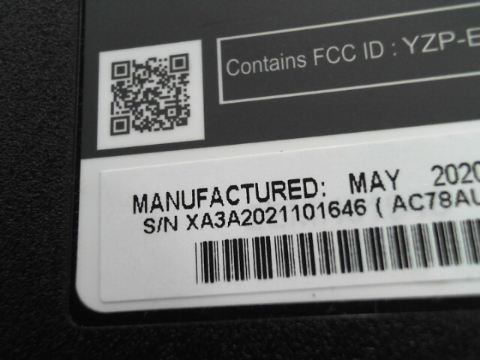 Contains FCC ID : YZP-E
MANUFACTURED: MAY 2020
S/N XA3A2021101646 ( AC78AU